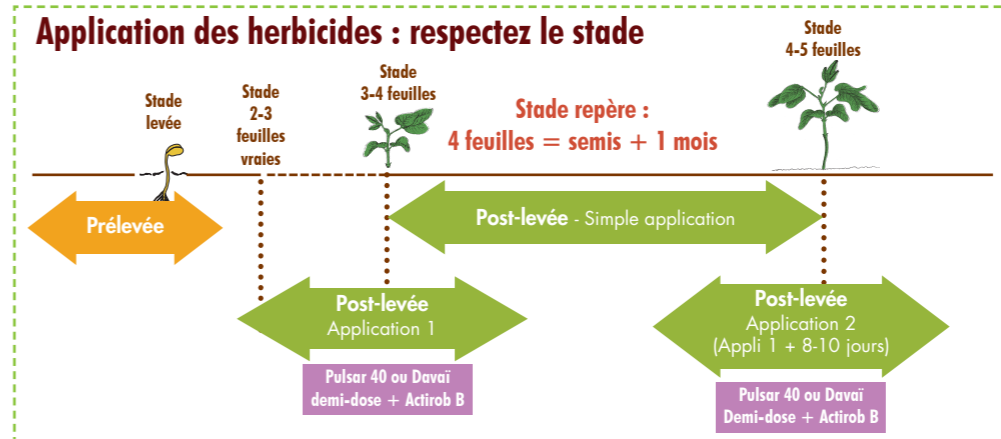 Application des herbicides : respectez le stade
Stade
levée
Stade
2-3
feuilles
vraies
Stade
3-4 feuilles
Stade repère :
4 feuilles = semis + 1 mois
Stade
4-5 feuilles
Prélevée
Post-levée - Simple application
Post-levée
Application 1
Post-levée
Application 2
(Appli 1 + 8-10 jours)
Pulsar 40 ou Davaï
demi-dose + Actirob B
Pulsar 40 ou Davaï
Demi-dose + Actirob B